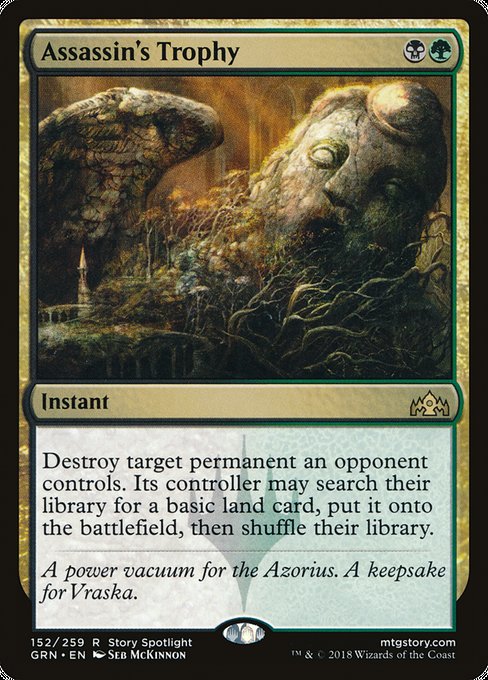 Assassin's Trophy
Instant
Destroy target permanent an opponent
controls. Its controller may search their
library for a basic land card, put it onto
the battlefield, then shuffle their library.
A power vacuum for the Azorius. A keepsake
for Vraska.
152/259 R Story Spotlight
mtgstory.com
GRN • EN Seb McKinnon
™ & © 2018 Wizards of the Coast